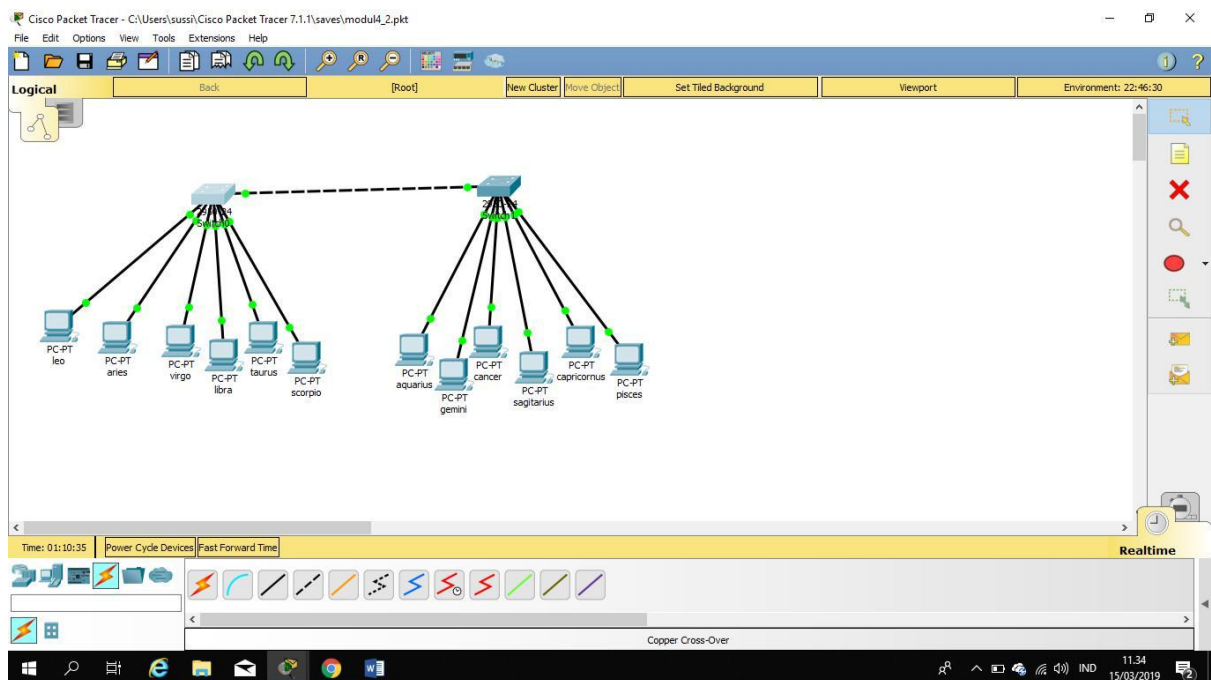 Cisco Packet Tracer - C:\Users\sussi\Cisco Packet Tracer 7.1.1\saves\modul4_2.pkt
File Edit Options View Tools Extensions Help
Logical Back [Root] New Cluster Move Object Set Tiled Background Viewport Environment: 22:46:30
PC-PT
leo
PC-PT
aries
PC-PT
virgo
PC-PT
libra
PC-PT
taurus
PC-PT
scorpio
PC-PT
aquarius
PC-PT
gemini
PC-PT
cancer
PC-PT
sagitarius
PC-PT
capricornus
PC-PT
pisces
Time: 01:10:35 Power Cycle Devices Fast Forward Time Realtime
Copper Cross-Over
IND
11.34
15/03/2019